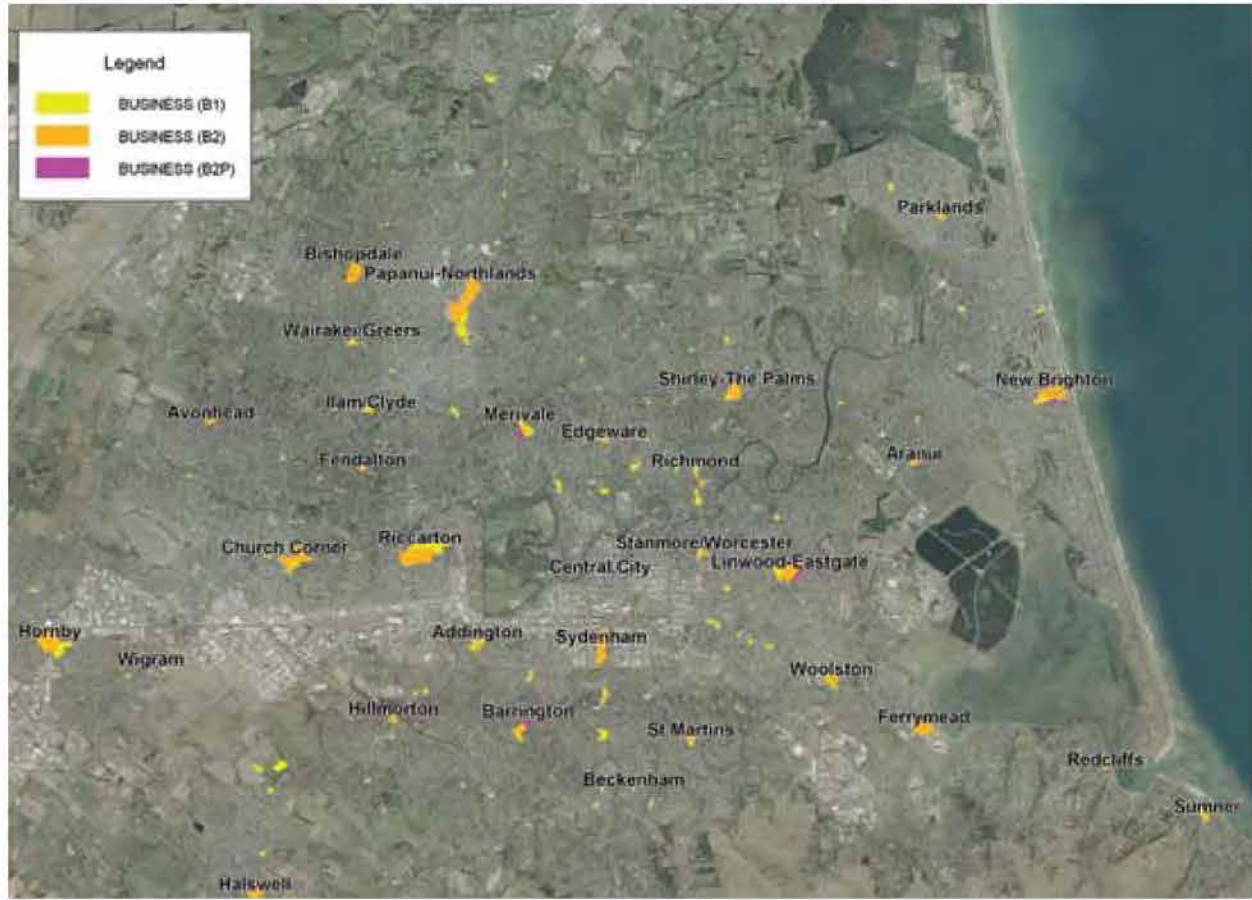 Legend
BUSINESS (B1)
BUSINESS (B2)
BUSINESS (B2P)
Parklands
Bishopdale
Papanui-Northlands
Wairakei/Greers
Shirley-The Palms
New Brighton
Avonhead
Ilam/Clyde
Merivale
Edgeware
Fendalton
Richmond
Aranui
Church Corner
Riccarton
Stanmore/Worcester
Central City
Linwood-Eastgate
Hornby
Wigram
Addington
Sydenham
Woolston
Hillmorton
Barrington
St Martins
Ferrymead
Beckenham
Redcliffs
Sumner
Halswell